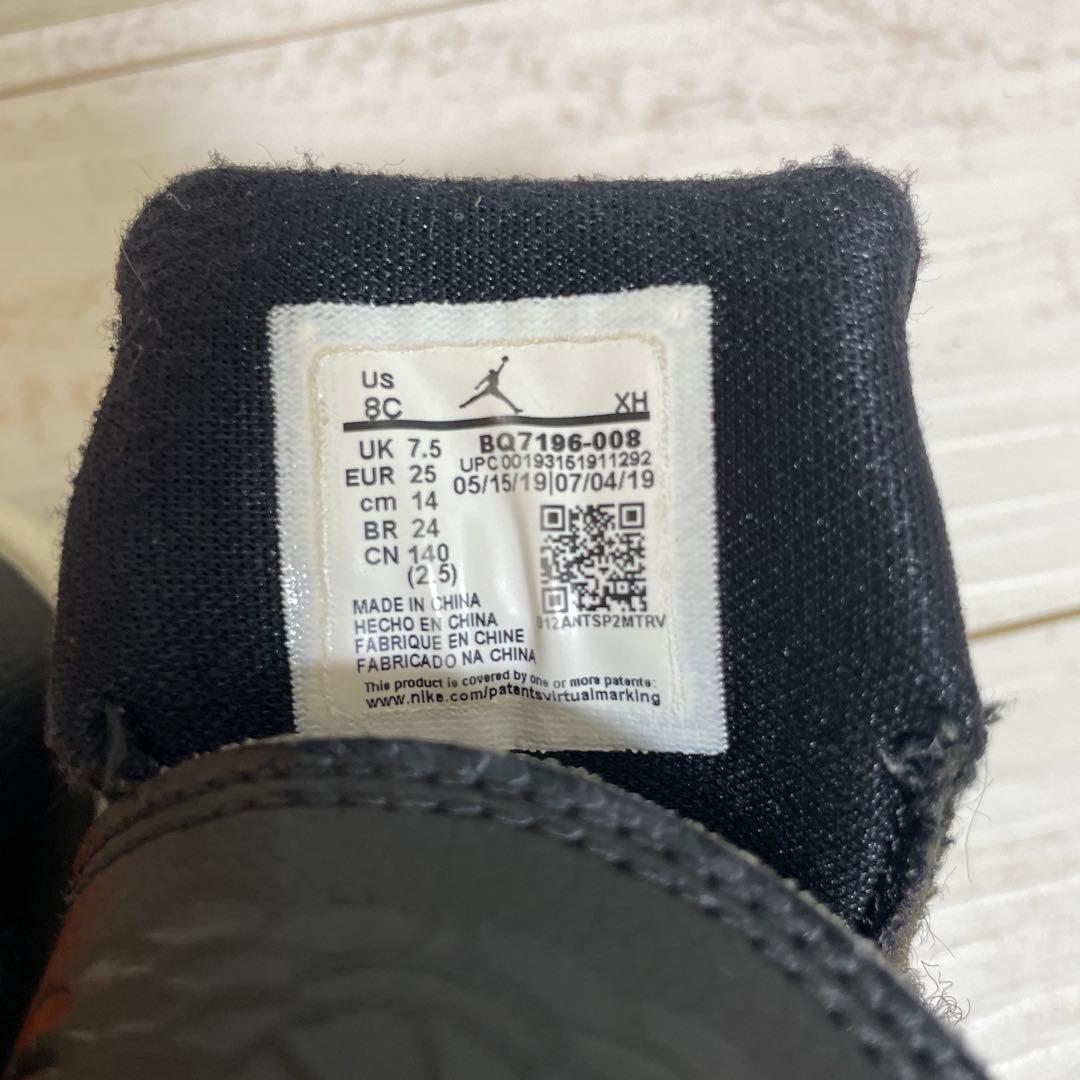 US
8C XH
UK 7.5 BQ7196-008
EUR 25 UPC 00193151911292
cm 14 05/15/19|07/04/19
BR 24
CN 140
(2.5)
MADE IN CHINA
HECHO EN CHINA
FABRIQUE EN CHINE
FABRICADO NA CHINA
This product is covered by one or more patents:
www.nike.com/patentsvirtualmarking